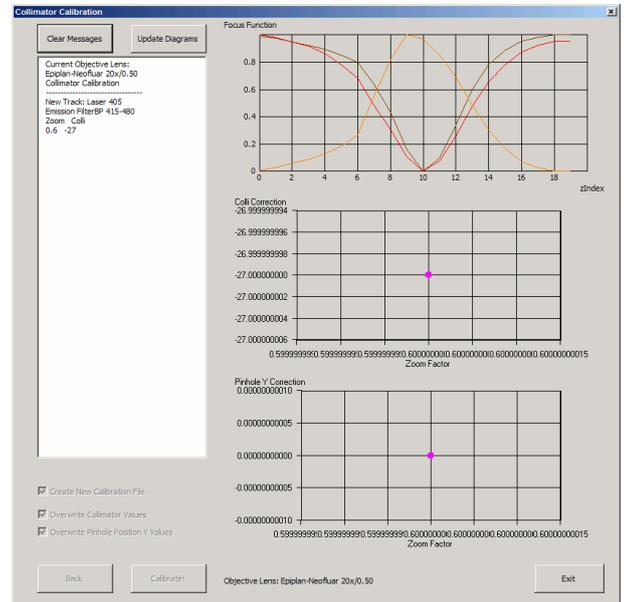 Collimator Calibration
Clear Messages
Update Diagrams
Current Objective Lens:
Epiplan-Neofluar 20x/0.50
Collimator Calibration
--------------------------------
New Track: Laser 405
Emission FilterBP 415-480
Zoom Colli
0.6 -27
Focus Function
0.8
0.6
0.4
0.2
0
0 2 4 6 8 10 12 14 16 18
zIndex
Colli Correction
-26.999999994
-26.999999996
-26.999999998
-27.000000000
-27.000000002
-27.000000004
-27.000000006
Zoom Factor
Pinhole Y Correction
0.00000000010
0.00000000005
0.00000000000
-0.00000000005
-0.00000000010
Zoom Factor
Create New Calibration File
Overwrite Collimator Values
Overwrite Pinhole Position Y Values
Back
Calibrate!
Objective Lens: Epiplan-Neofluar 20x/0.50
Exit